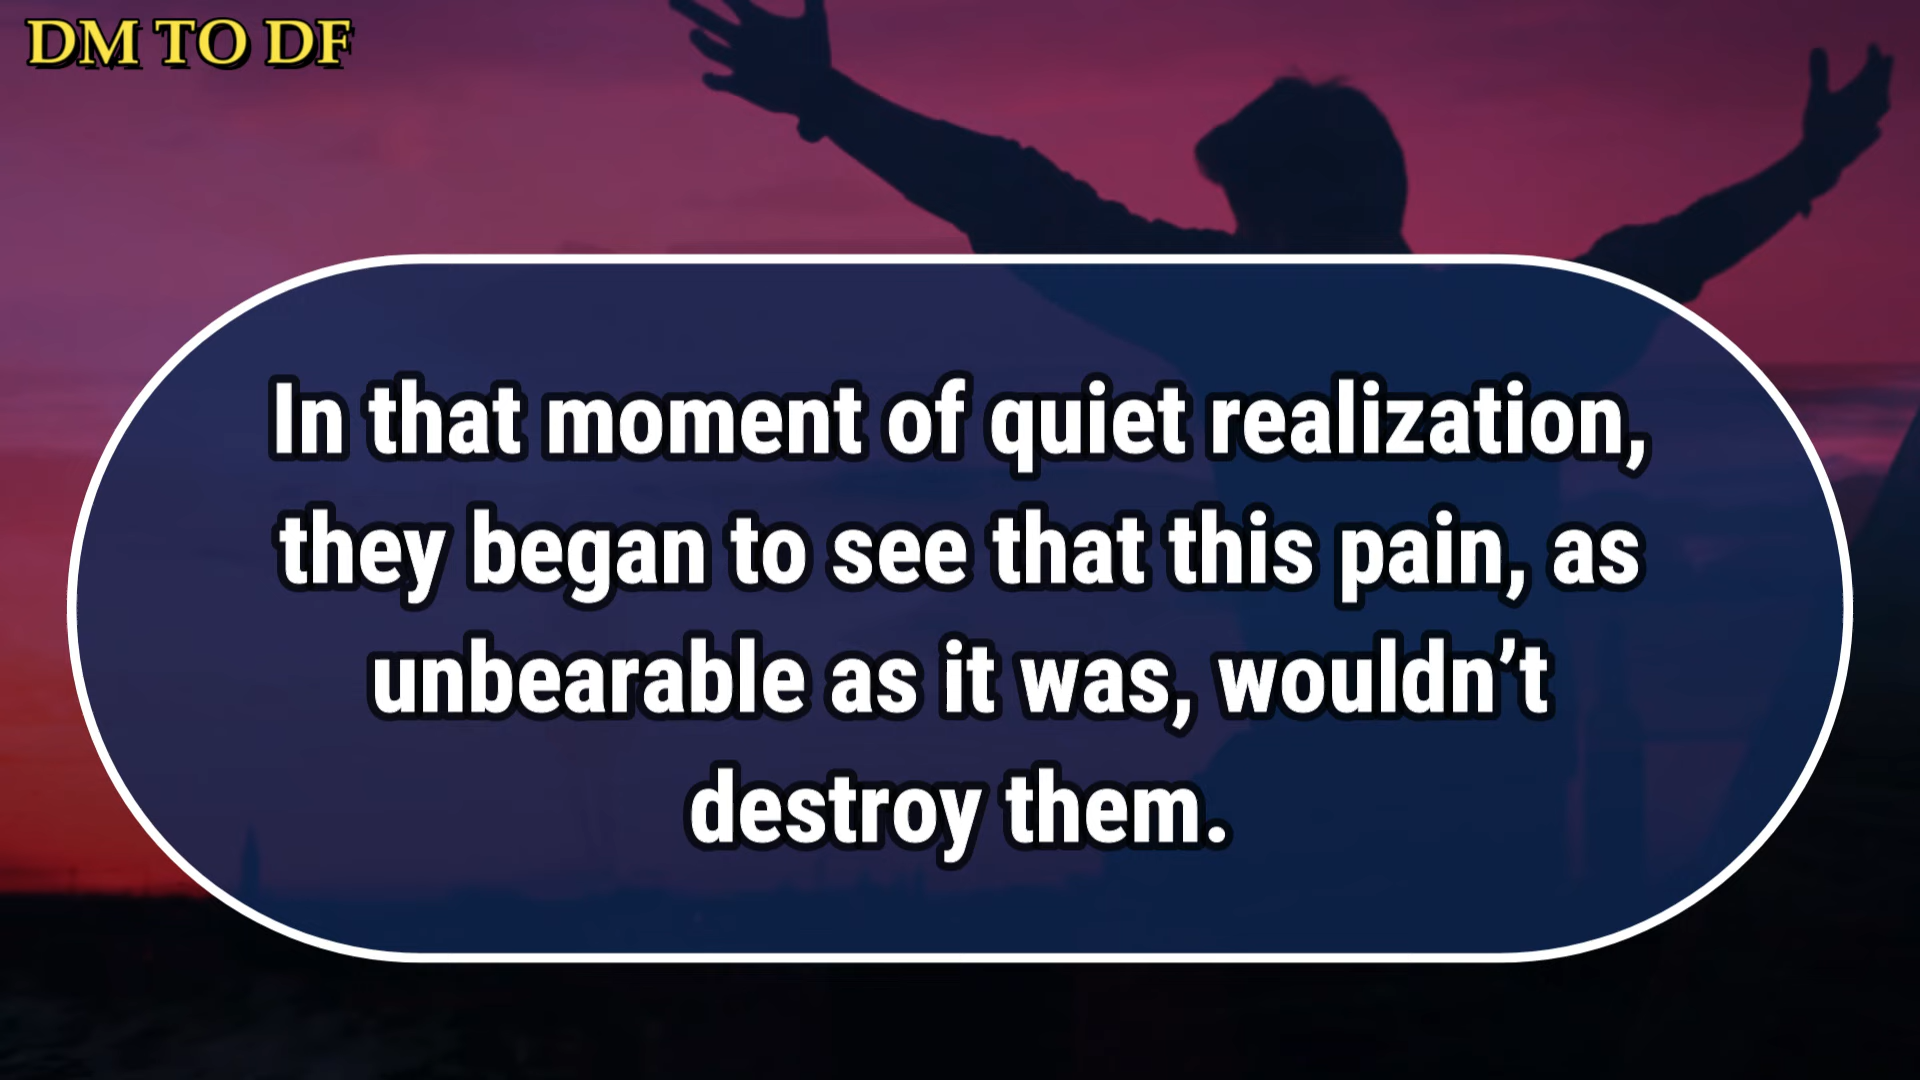 DM TO DF
In that moment of quiet realization,
they began to see that this pain, as
unbearable as it was, wouldn’t
destroy them.